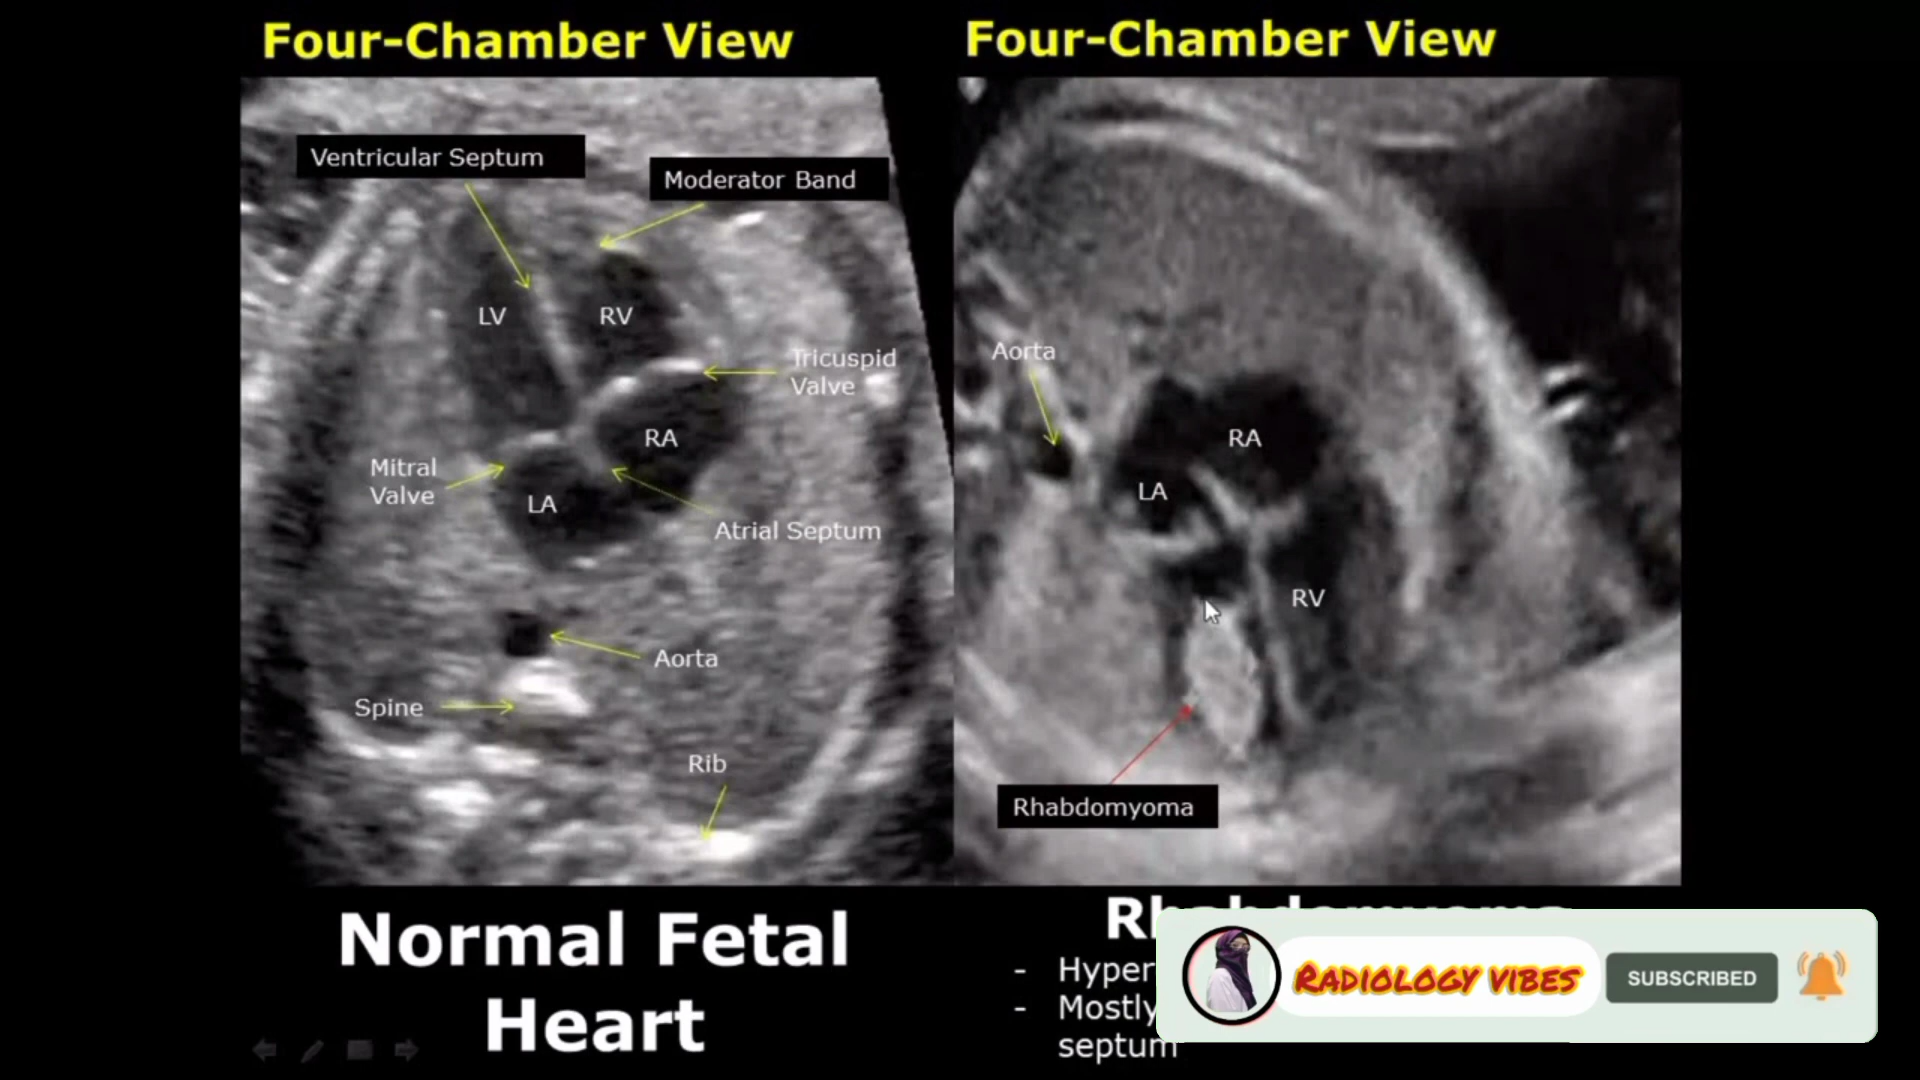 Four-Chamber View
Ventricular Septum
Moderator Band
LV
RV
Tricuspid
Valve
RA
Mitral
Valve
LA
Atrial Septum
Aorta
Spine
Rib
Normal Fetal
Heart
Four-Chamber View
Aorta
RA
LA
RV
Rhabdomyoma
Rhabdomyoma
- Hyper
- Mostly
septum
RADIOLOGY VIBES
SUBSCRIBED